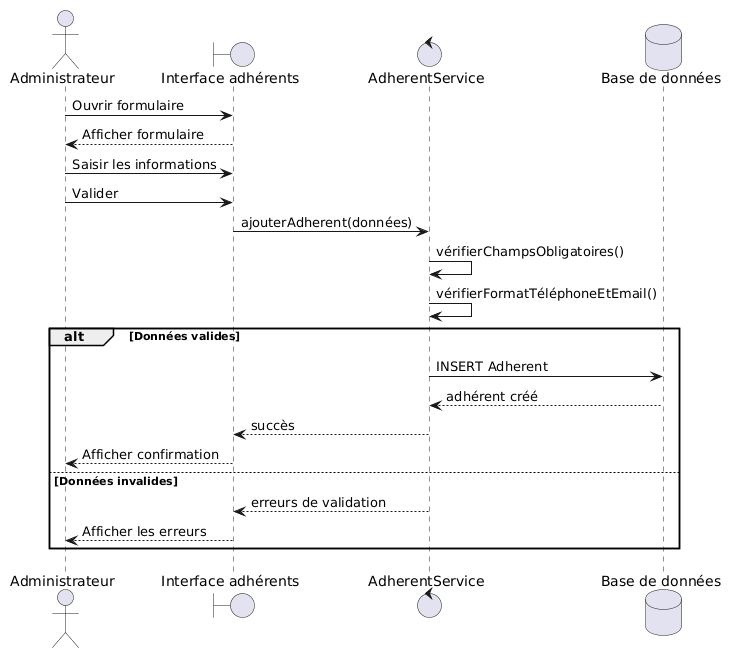 Administrateur
Interface adhérents
AdherentService
Base de données
Ouvrir formulaire
Afficher formulaire
Saisir les informations
Valider
ajouterAdherent(données)
vérifierChampsObligatoires()
vérifierFormatTéléphoneEtEmail()
alt
[Données valides]
INSERT Adherent
adhérent créé
succès
Afficher confirmation
[Données invalides]
erreurs de validation
Afficher les erreurs
Administrateur
Interface adhérents
AdherentService
Base de données